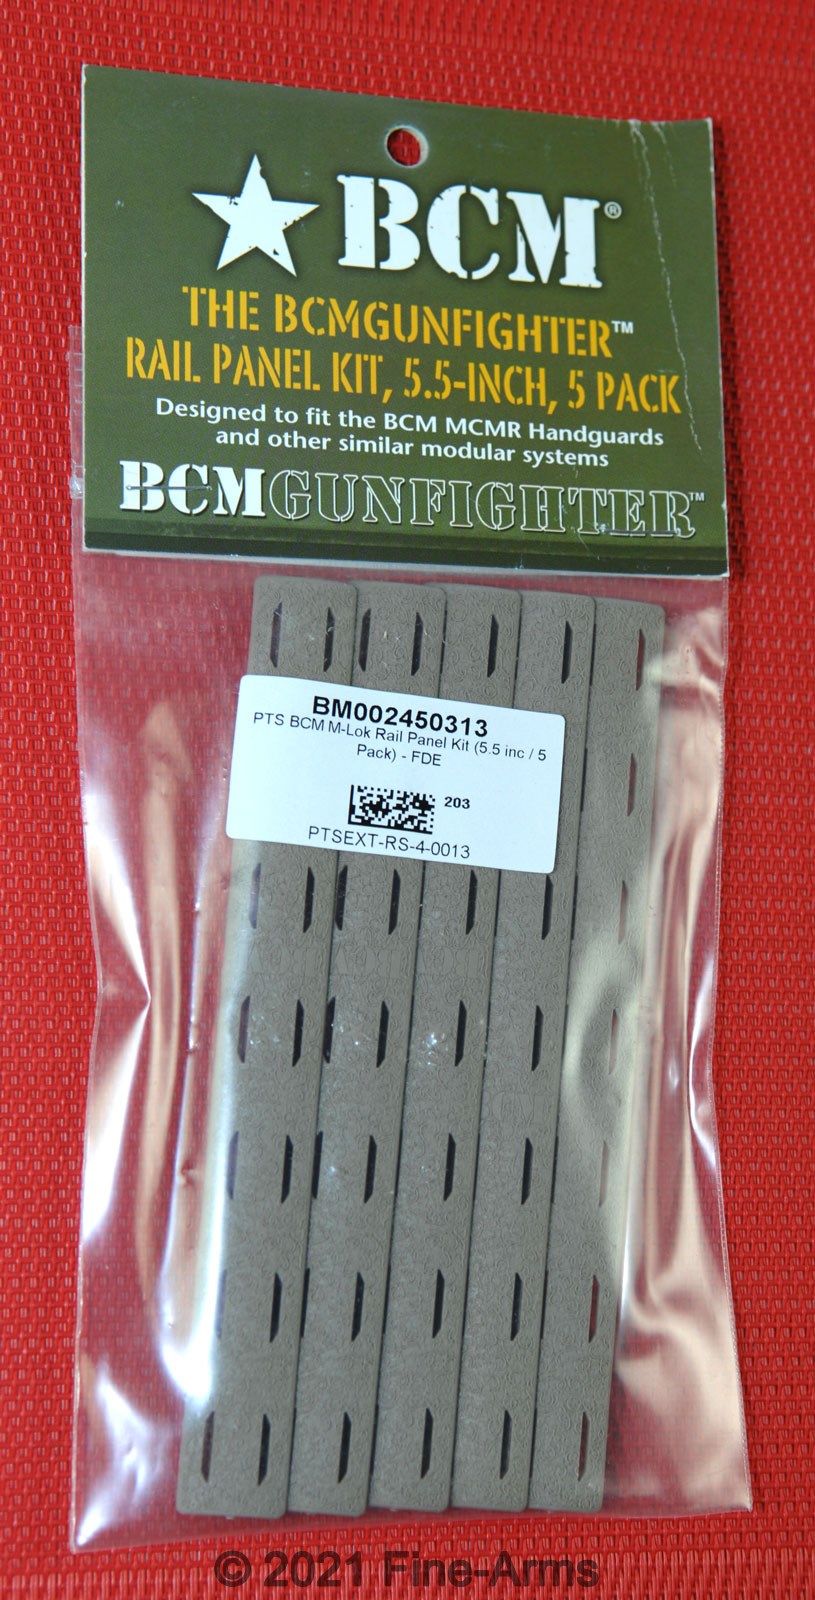 BCM®
THE BCMGUNFIGHTER™
RAIL PANEL KIT, 5.5-INCH, 5 PACK
Designed to fit the BCM MCMR Handguards
and other similar modular systems
BCMGUNFIGHTER™
BM002450313
PTS BCM M-Lok Rail Panel Kit (5.5 inc / 5
Pack) - FDE
203
PTSEXT-RS-4-0013
© 2021 Fine-Arms